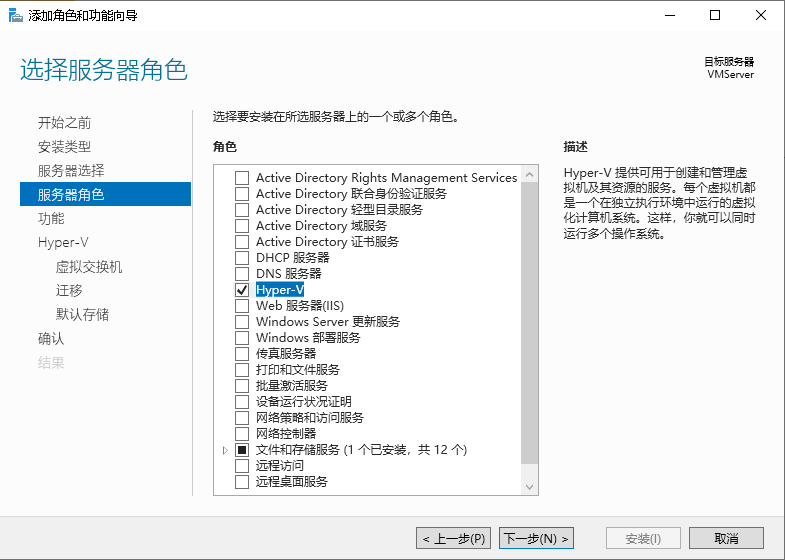 添加角色和功能向导
选择服务器角色
目标服务器
VMServer
开始之前
安装类型
服务器选择
服务器角色
功能
Hyper-V
虚拟交换机
迁移
默认存储
确认
结果
选择要安装在所选服务器上的一个或多个角色。
角色
Active Directory Rights Management Services
Active Directory 联合身份验证服务
Active Directory 轻型目录服务
Active Directory 域服务
Active Directory 证书服务
DHCP 服务器
DNS 服务器
Hyper-V
Web 服务器(IIS)
Windows Server 更新服务
Windows 部署服务
传真服务器
打印和文件服务
批量激活服务
设备运行状况证明
网络策略和访问服务
网络控制器
文件和存储服务 (1 个已安装，共 12 个)
远程访问
远程桌面服务
描述
Hyper-V 提供可用于创建和管理虚
拟机及其资源的服务。每个虚拟机都
是一个在独立执行环境中运行的虚拟
化计算机系统。这样，你就可以同时
运行多个操作系统。
< 上一步(P)
下一步(N) >
安装(I)
取消